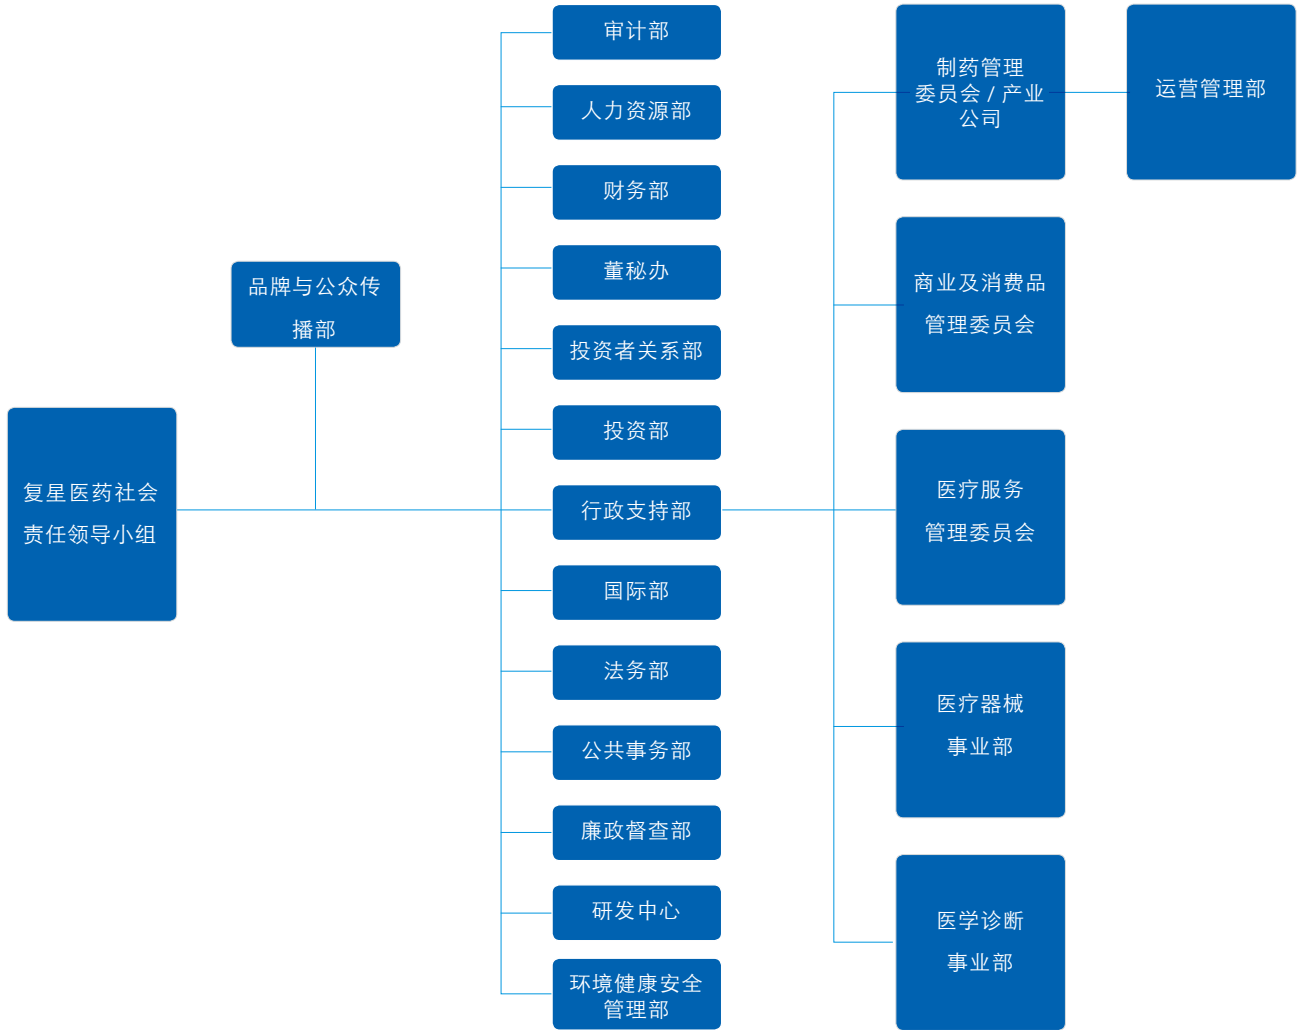 复星医药社会
责任领导小组
品牌与公众传
播部
审计部
人力资源部
财务部
董秘办
投资者关系部
投资部
行政支持部
国际部
法务部
公共事务部
廉政督查部
研发中心
环境健康安全
管理部
制药管理
委员会 / 产业
公司
商业及消费品
管理委员会
医疗服务
管理委员会
医疗器械
事业部
医学诊断
事业部
运营管理部